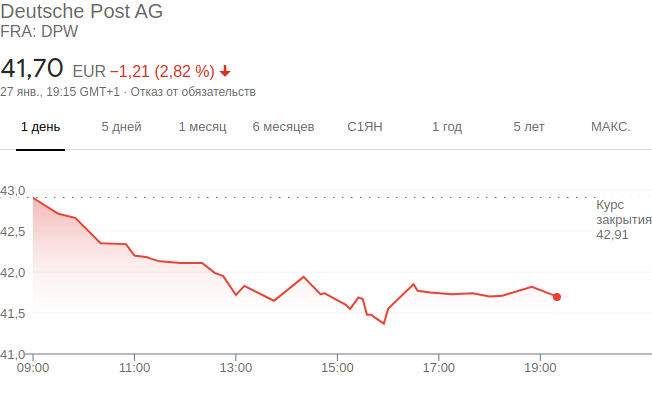 Deutsche Post AG
FRA: DPW
41,70 EUR −1,21 (2,82 %)
27 янв., 19:15 GMT+1 · Отказ от обязательств
1 день 5 дней 1 месяц 6 месяцев С1ЯН 1 год 5 лет МАКС.
43,0
Курс
закрытия
42,91
42,5
42,0
41,5
41,0
09:00 11:00 13:00 15:00 17:00 19:00